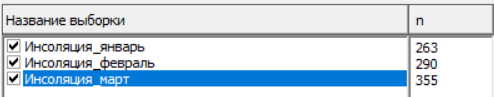 Название выборки n
Инсоляция_январь 263
Инсоляция_февраль 290
Инсоляция_март 355